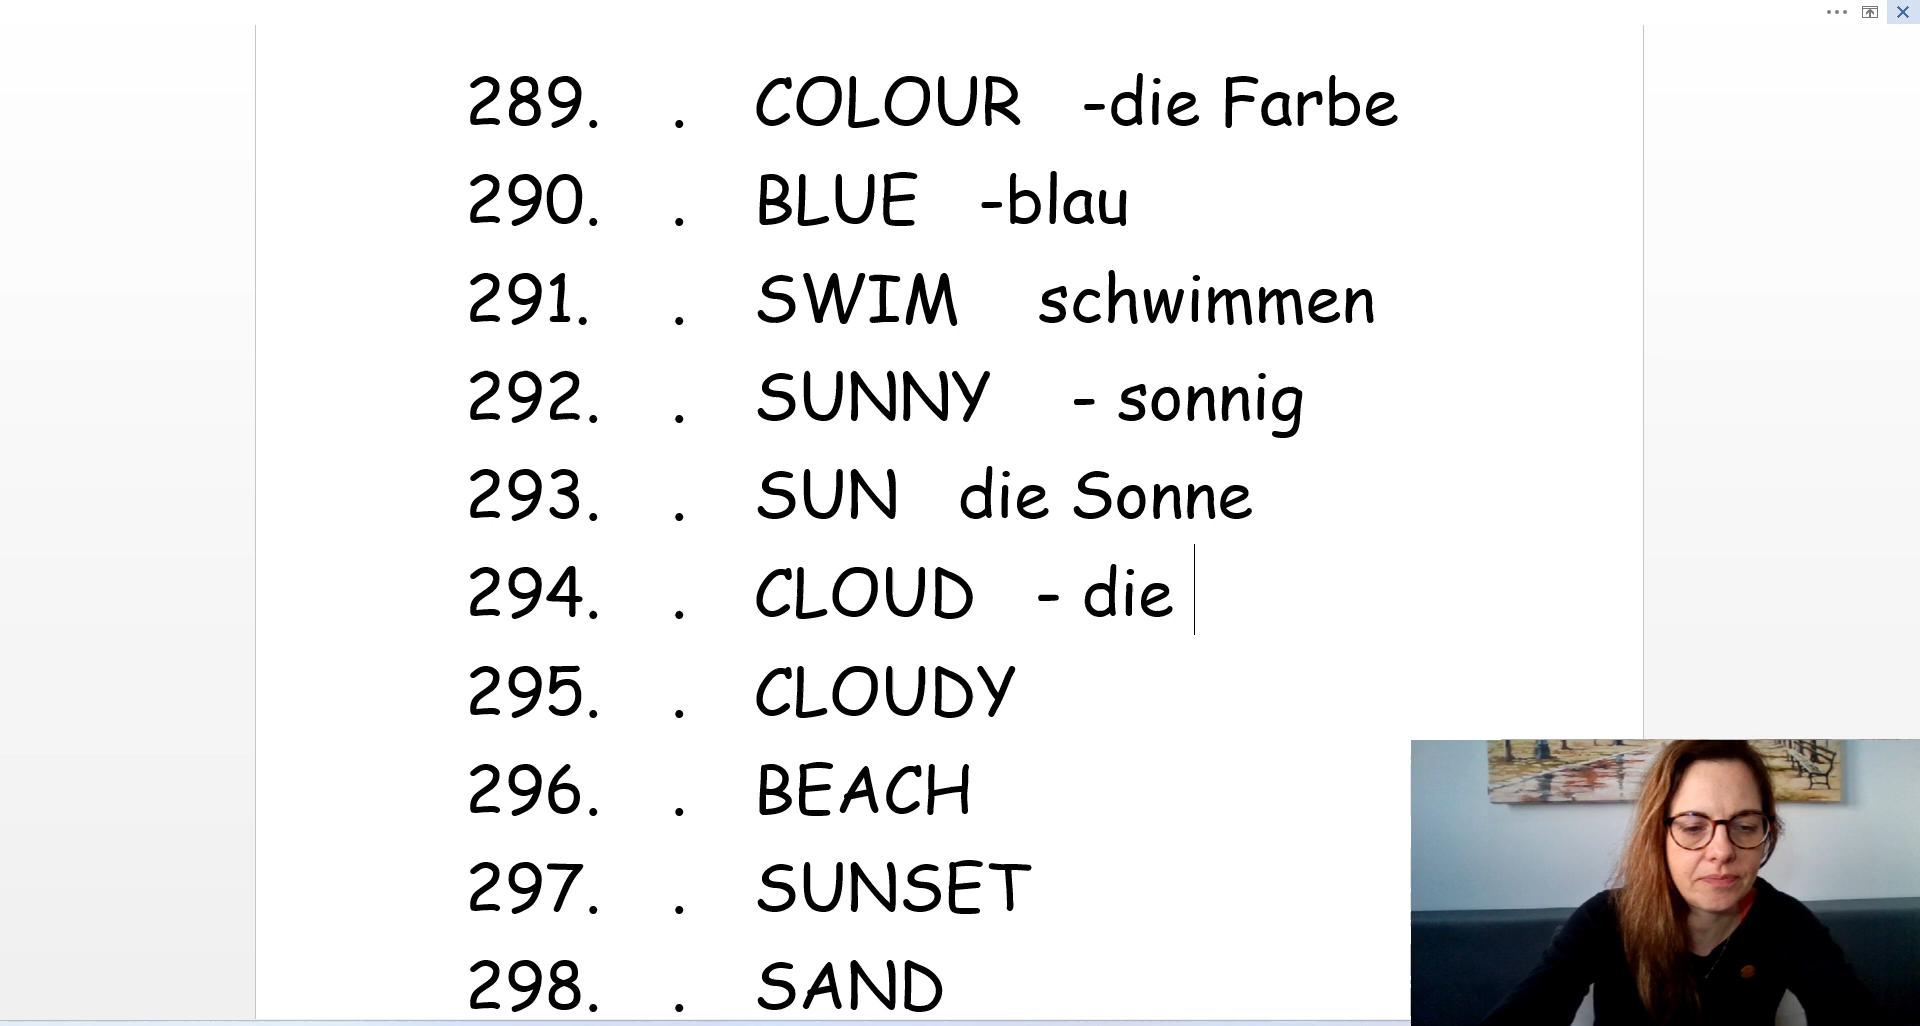 289. . COLOUR -die Farbe
290. . BLUE -blau
291. . SWIM schwimmen
292. . SUNNY - sonnig
293. . SUN die Sonne
294. . CLOUD - die
295. . CLOUDY
296. . BEACH
297. . SUNSET
298. . SAND